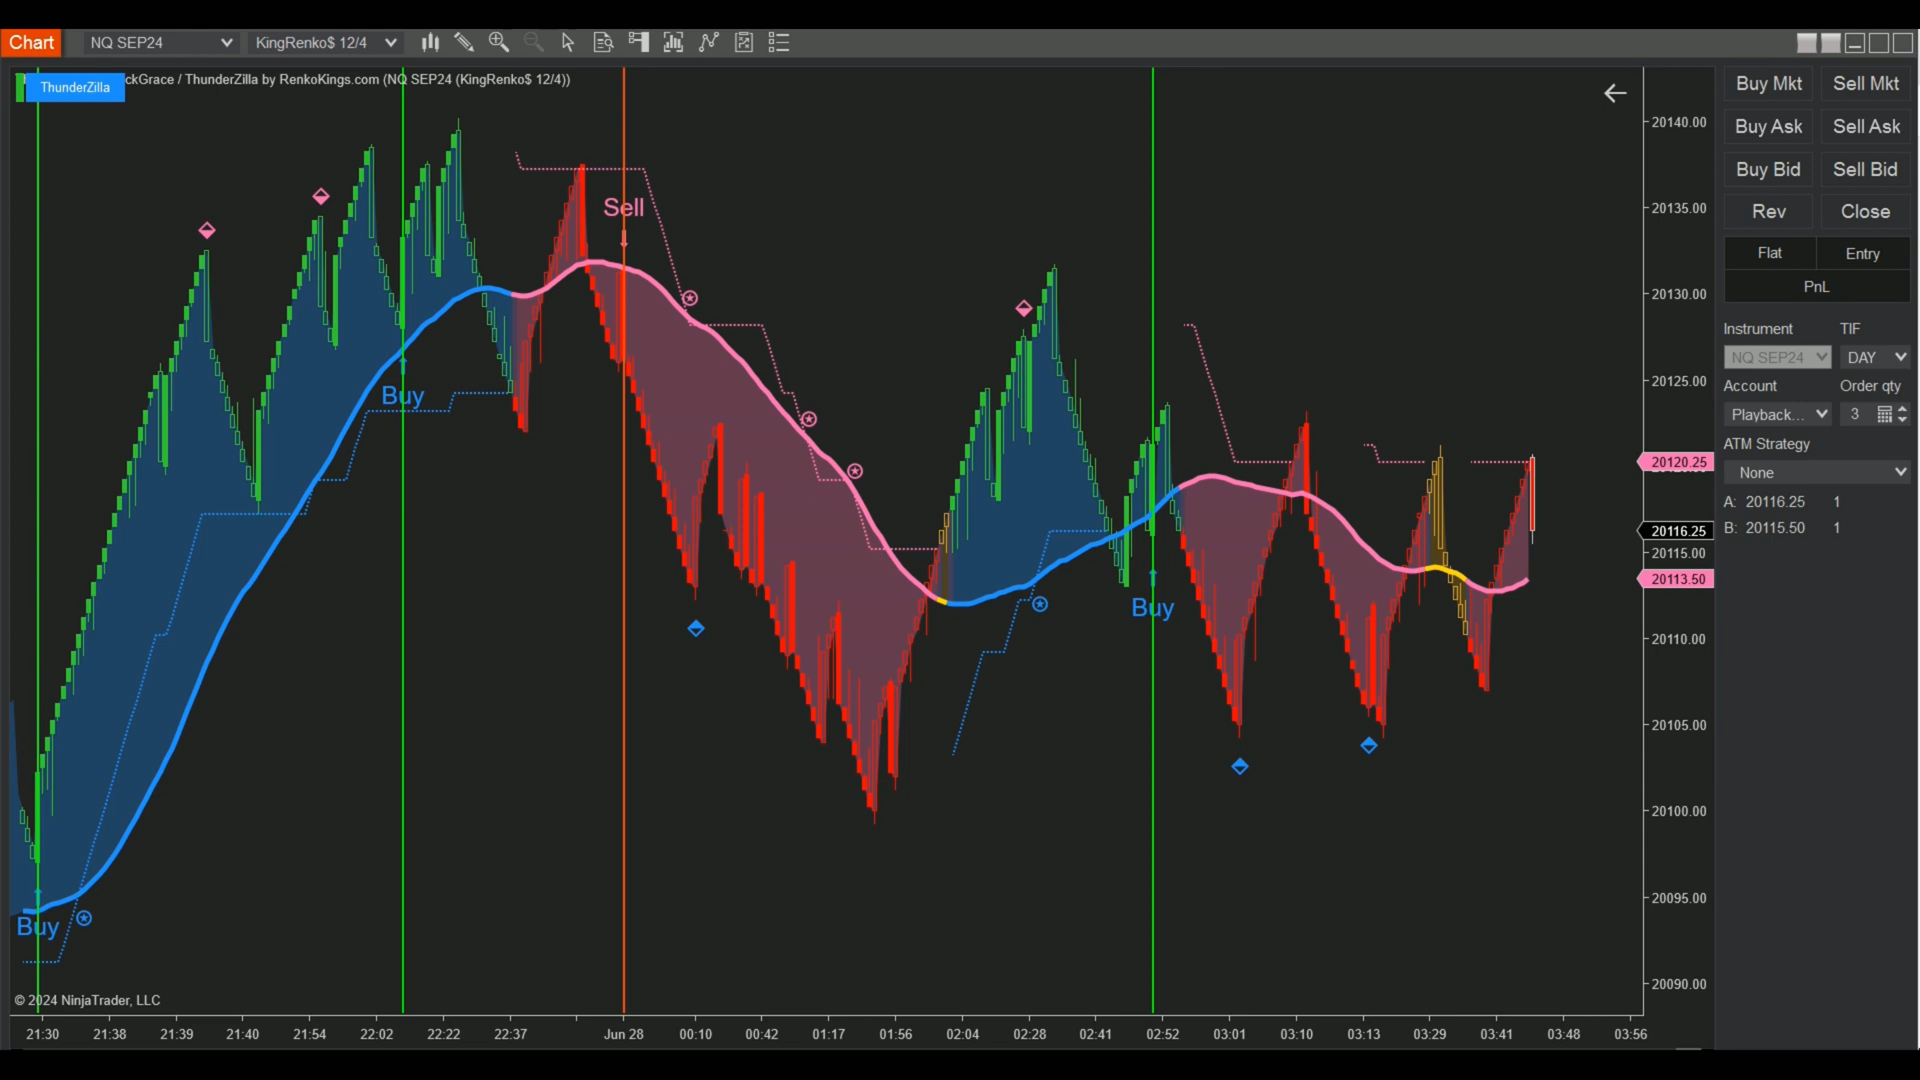 Chart
NQ SEP24
KingRenko$ 12/4
ThunderZilla
ckGrace / ThunderZilla by RenkoKings.com (NQ SEP24 (KingRenko$ 12/4))
Sell
Buy
Buy
Buy
20140.00
20135.00
20130.00
20125.00
20120.25
20116.25
20115.00
20113.50
20110.00
20105.00
20100.00
20095.00
20090.00
© 2024 NinjaTrader, LLC
21:30 21:38 21:39 21:40 21:54 22:02 22:22 22:37 Jun 28 00:10 00:42 01:17 01:56 02:04 02:28 02:41 02:52 03:01 03:10 03:13 03:29 03:41 03:48 03:56
Buy Mkt Sell Mkt
Buy Ask Sell Ask
Buy Bid Sell Bid
Rev Close
Flat Entry
PnL
Instrument TIF
NQ SEP24 DAY
Account Order qty
Playback... 3
ATM Strategy
None
A: 20116.25 1
B: 20115.50 1